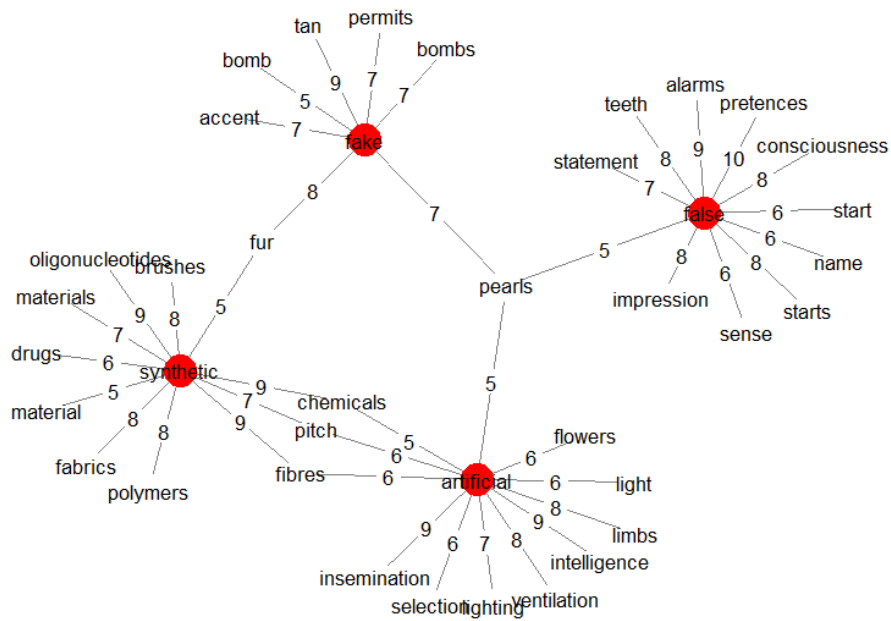 permits
tan
bombs
bomb
9
7
5
7
accent
7
fake
8
7
alarms
pretences
teeth
9
10
consciousness
8
8
statement
7
false
6
start
6
name
5
8
8
6
impression
starts
sense
fur
pearls
oligonucleotides
brushes
5
materials
9
8
7
drugs
6
synthetic
5
material
8
8
fabrics
polymers
9
chemicals
7
pitch
9
5
6
fibres
6
5
flowers
6
artificial
6
light
8
limbs
9
intelligence
9
6
7
8
insemination
selection
lighting
ventilation